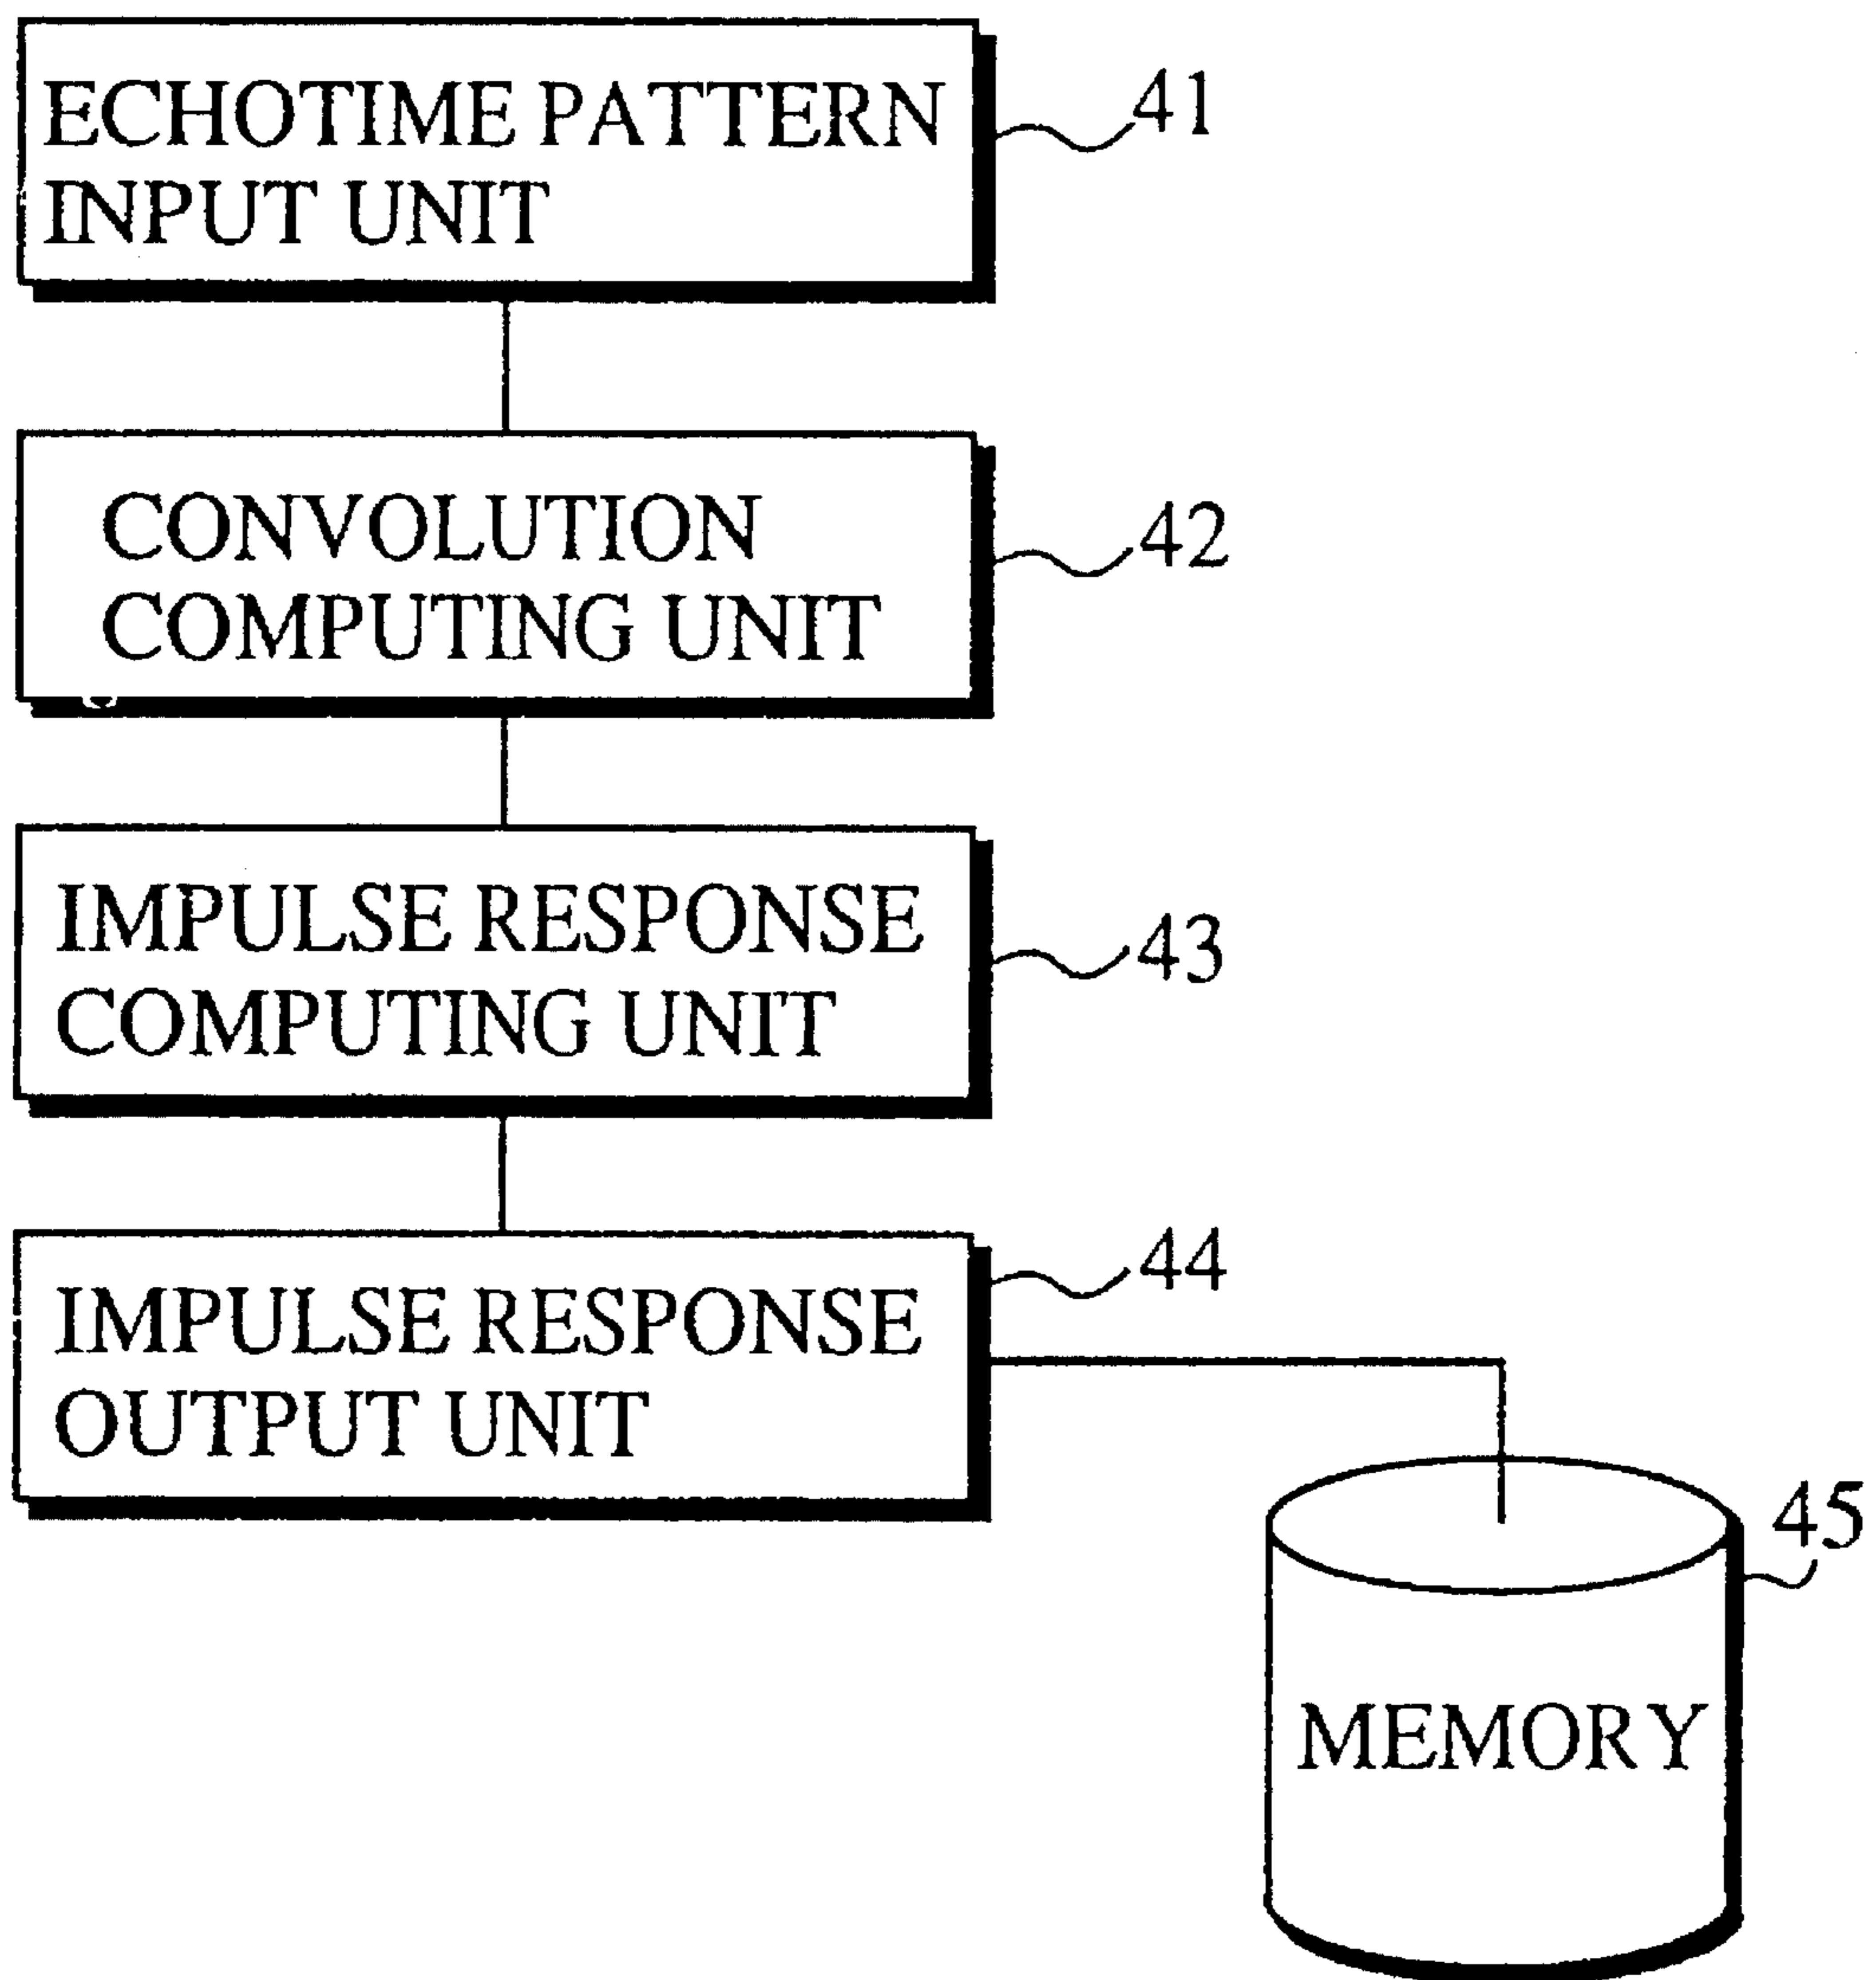 ECHOTIME PATTERN
INPUT UNIT
41
CONVOLUTION
COMPUTING UNIT
42
IMPULSE RESPONSE
COMPUTING UNIT
43
IMPULSE RESPONSE
OUTPUT UNIT
44
45
MEMORY